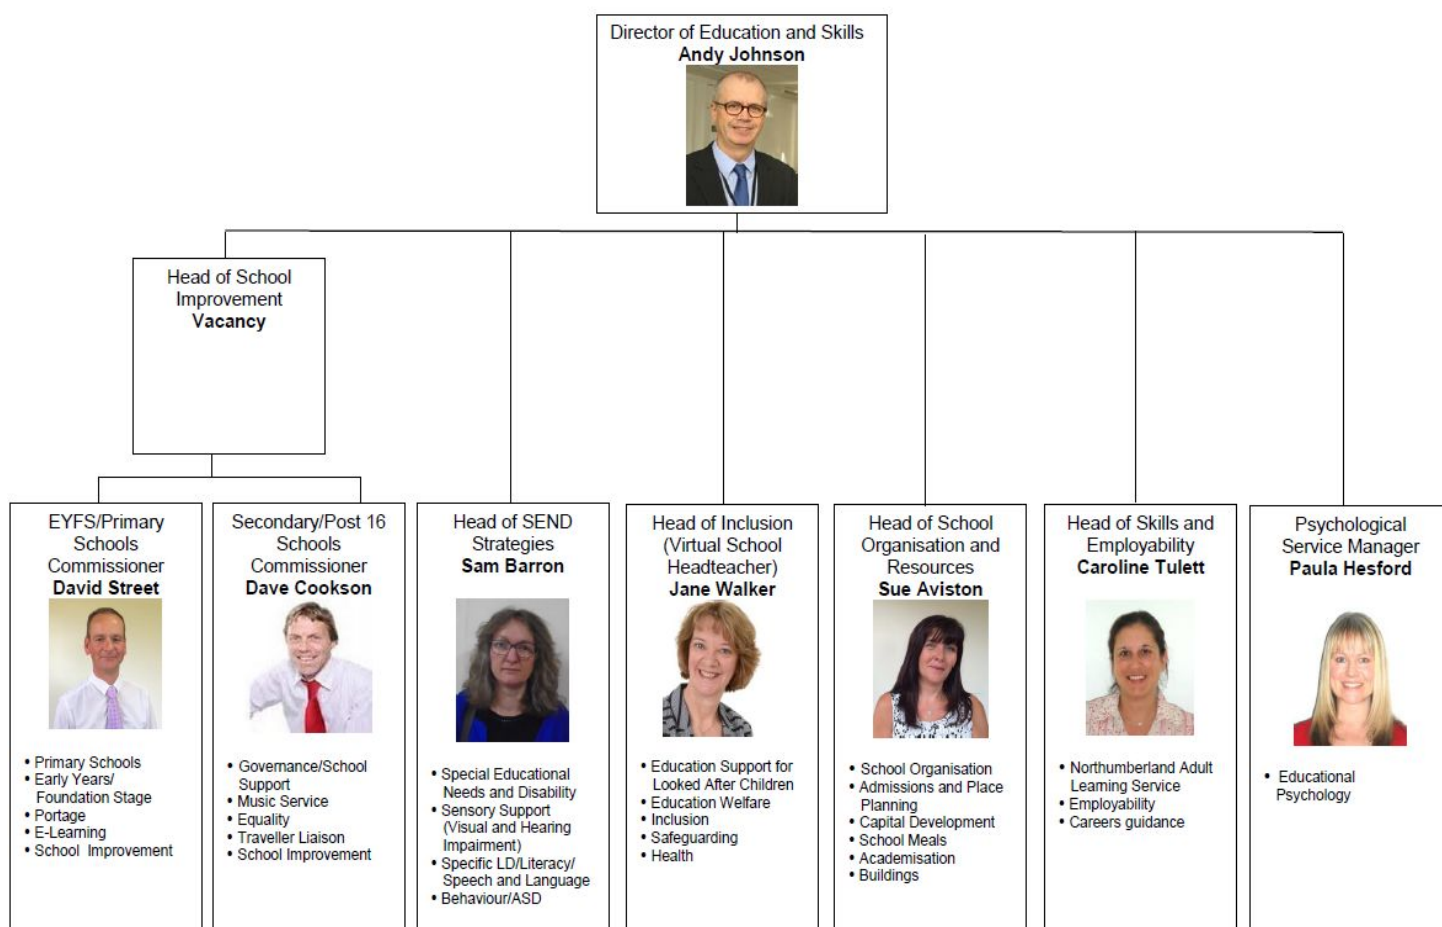 Director of Education and Skills
Andy Johnson
Head of School
Improvement
Vacancy
EYFS/Primary
Schools
Commissioner
David Street
• Primary Schools
• Early Years/
Foundation Stage
• Portage
• E-Learning
• School Improvement
Secondary/Post 16
Schools
Commissioner
Dave Cookson
• Governance/School
Support
• Music Service
• Equality
• Traveller Liaison
• School Improvement
Head of SEND
Strategies
Sam Barron
• Special Educational
Needs and Disability
• Sensory Support
(Visual and Hearing
Impairment)
• Specific LD/Literacy/
Speech and Language
• Behaviour/ASD
Head of Inclusion
(Virtual School
Headteacher)
Jane Walker
• Education Support for
Looked After Children
• Education Welfare
• Inclusion
• Safeguarding
• Health
Head of School
Organisation and
Resources
Sue Aviston
• School Organisation
• Admissions and Place
Planning
• Capital Development
• School Meals
• Academisation
• Buildings
Head of Skills and
Employability
Caroline Tulett
• Northumberland Adult
Learning Service
• Employability
• Careers guidance
Psychological
Service Manager
Paula Hesford
• Educational
Psychology